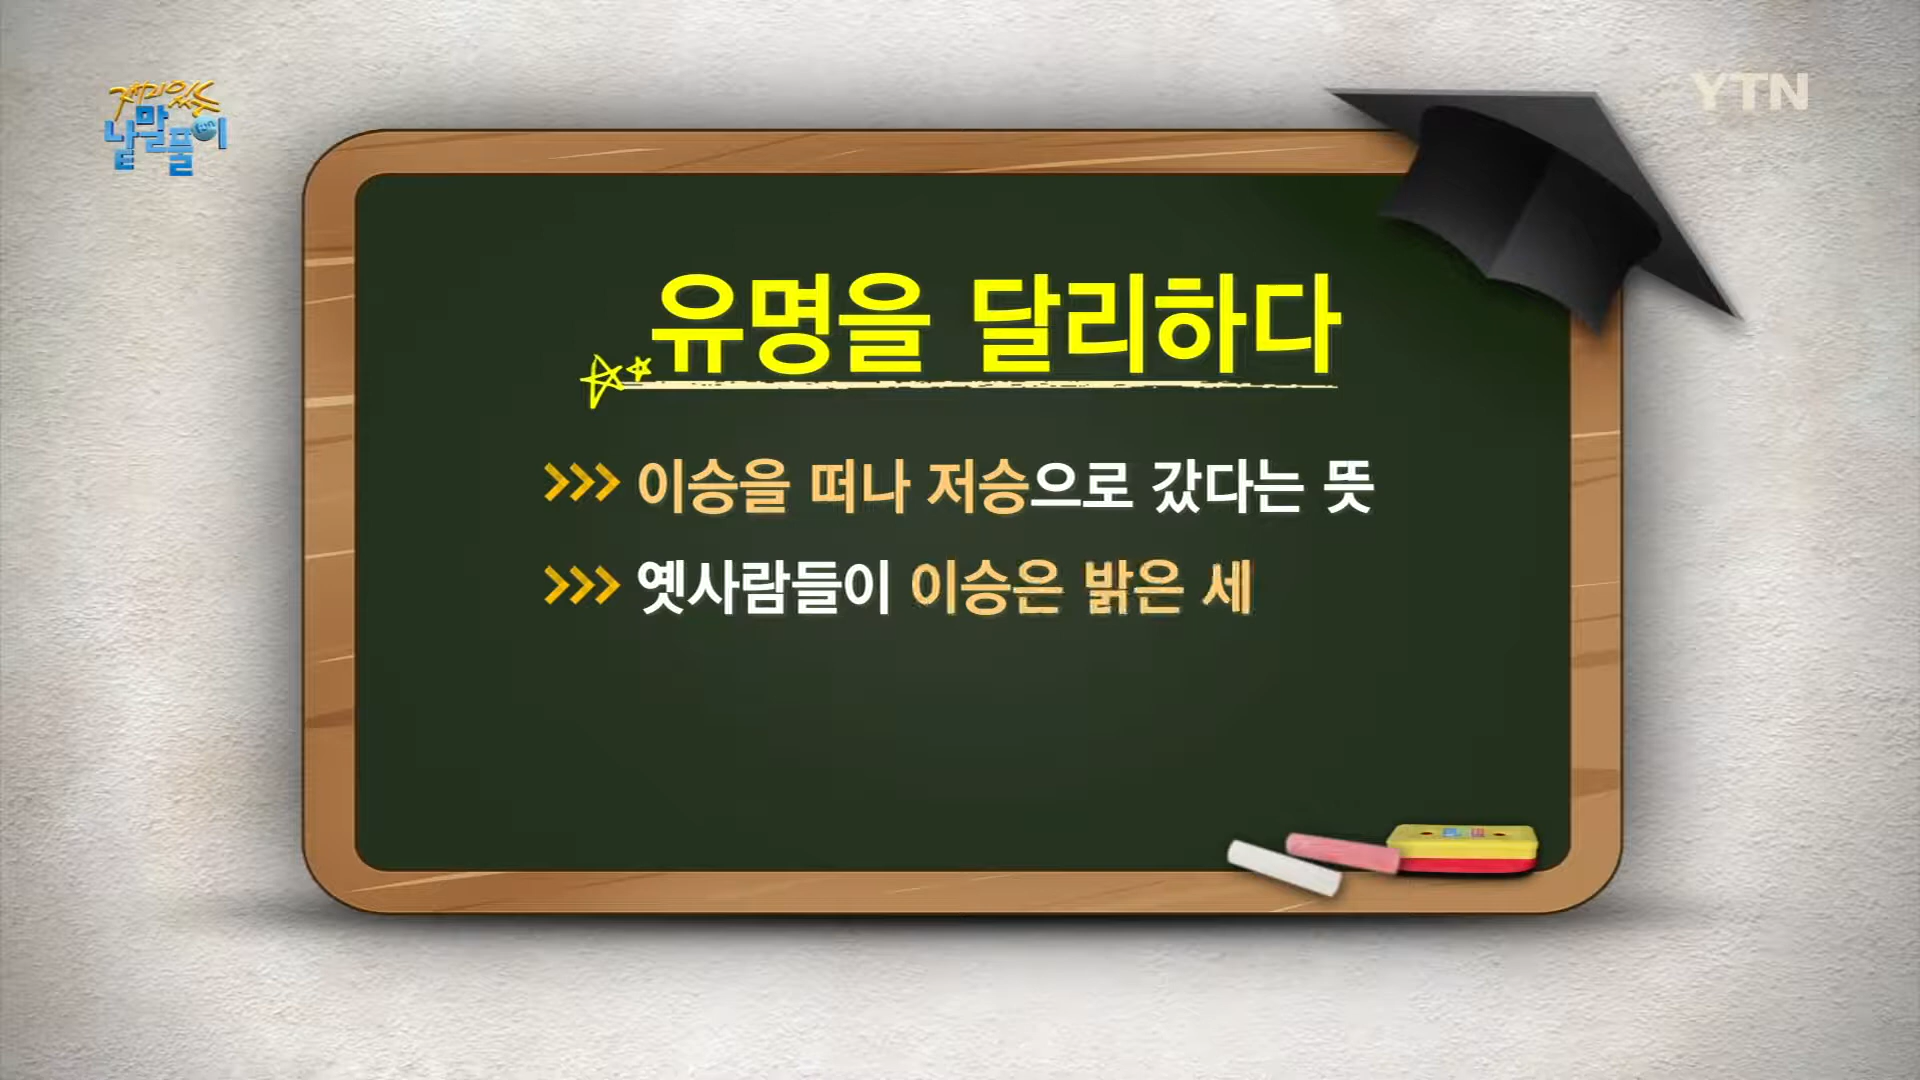 재미있는
낱말풀이
fun
YTN
유명을 달리하다
>>> 이승을 떠나 저승으로 갔다는 뜻
>>> 옛사람들이 이승은 밝은 세